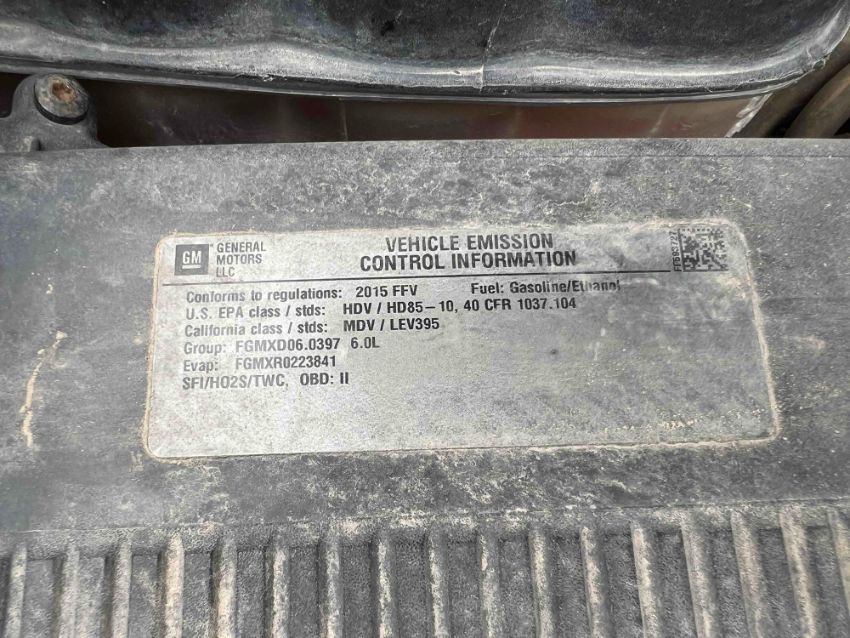 GM
GENERAL
MOTORS
LLC
VEHICLE EMISSION
CONTROL INFORMATION
Conforms to regulations: 2015 FFV Fuel: Gasoline/Ethanol
U.S. EPA class / stds: HDV / HD85-10, 40 CFR 1037.104
California class / stds: MDV / LEV395
Group: FGMXD06.0397 6.0L
Evap: FGMXR0223841
SFI/HO2S/TWC, OBD: II